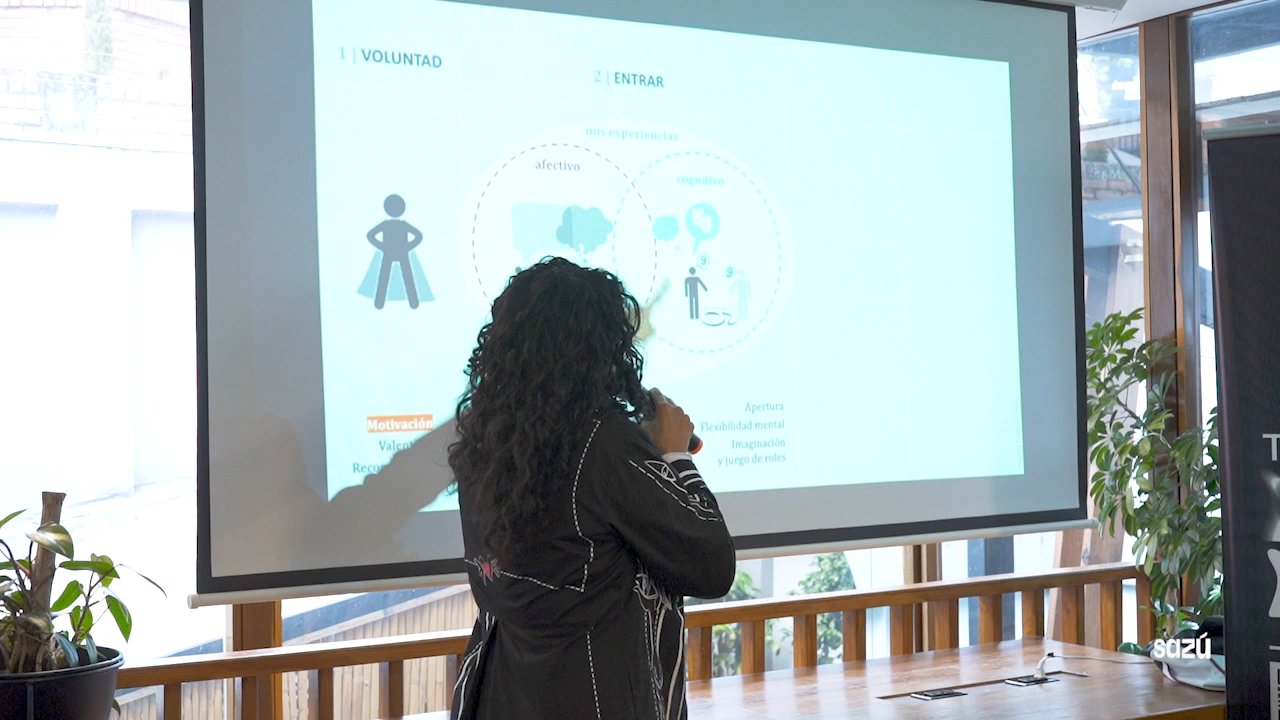 1 | VOLUNTAD
2 | ENTRAR
mis experiencias
afectivo
cognitivo
Motivación
Apertura
Flexibilidad mental
Imaginación
y juego de roles
sazú